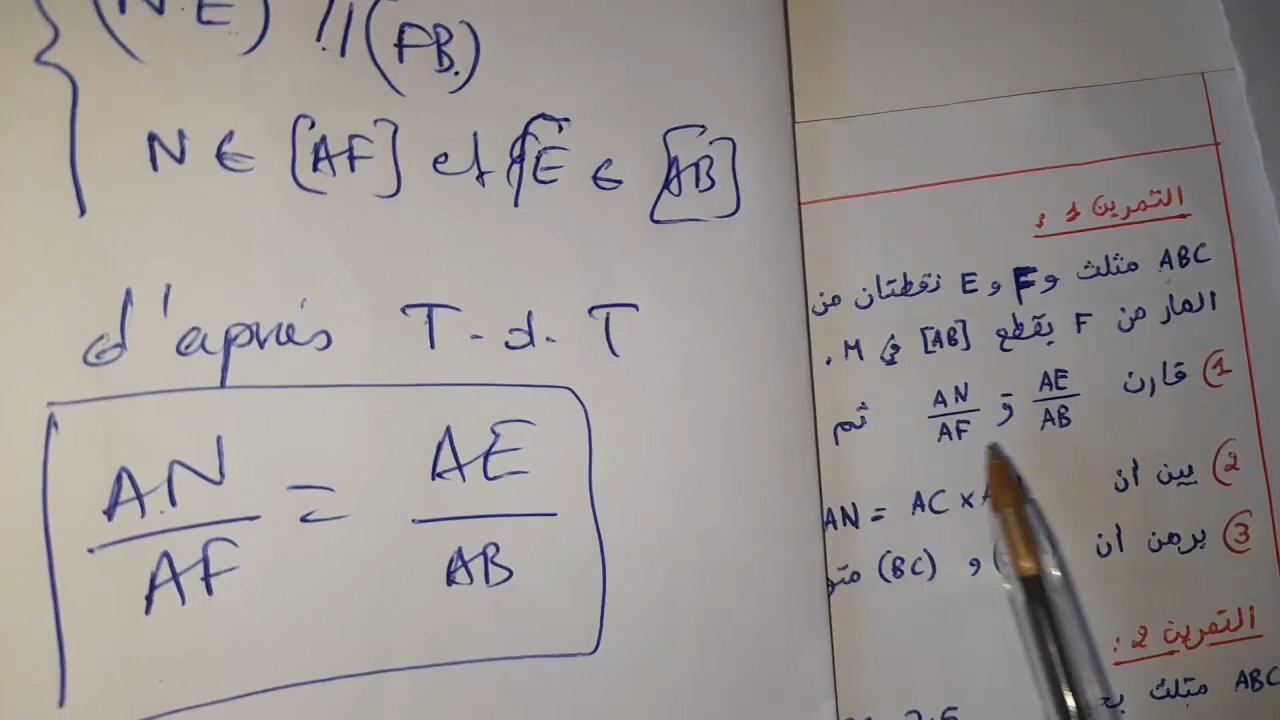 (N.E) // (FB.)
N ∈ [AF] et E ∈ [AB]
d'aprés T-d-T
AN/AF = AE/AB
التمرين 1 :
ABC مثلث و F و E نقطتان من
المار من F يقطع [AB] في M .
① قارن AE/AB و AN/AF ثم
② بين ان AN = AC ×
③ برهن ان و (BC)
التمرين 2 :
ABC مثلث